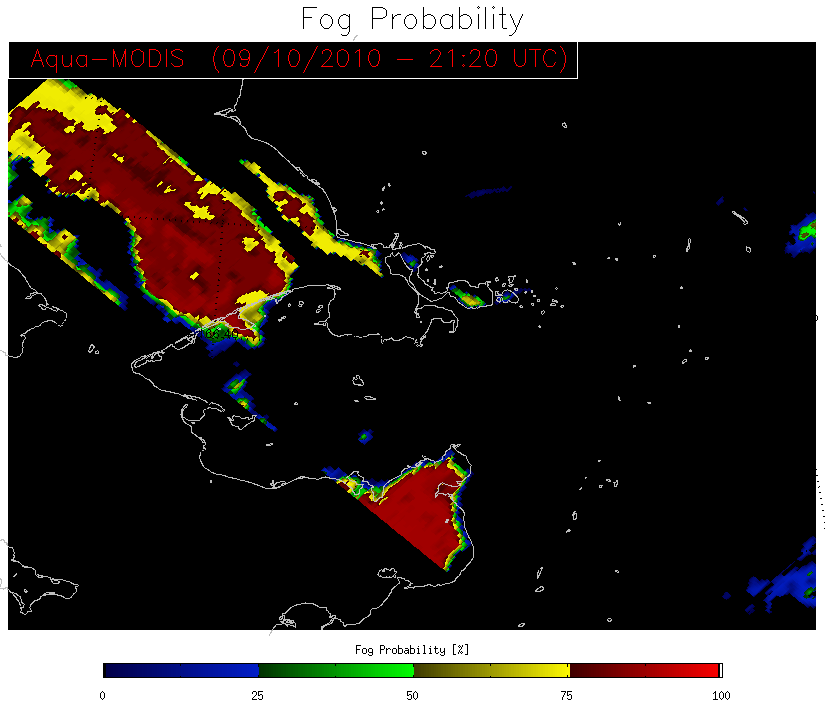 Fog Probability
Aqua-MODIS (09/10/2010 - 21:20 UTC)
Fog Probability [%]
0 25 50 75 100